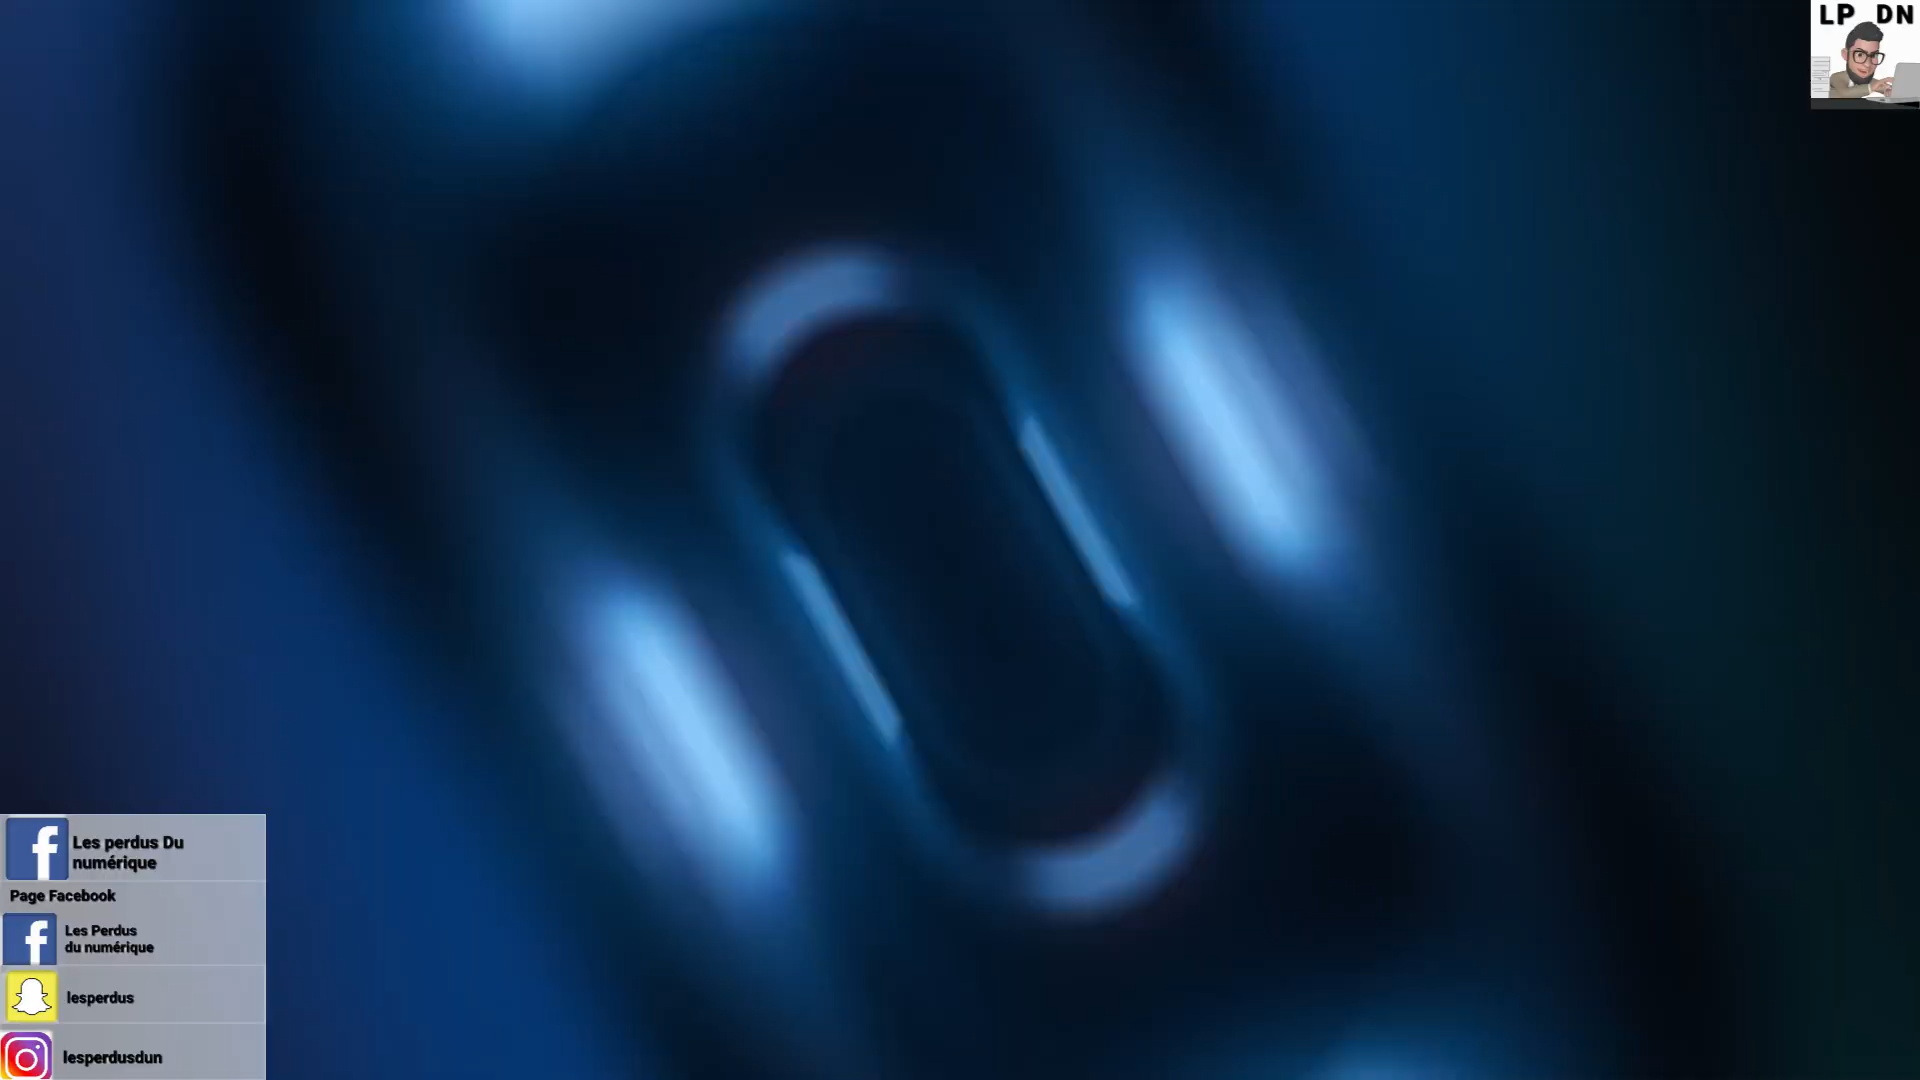 LP DN
Les perdus Du
numérique
Page Facebook
Les Perdus
du numérique
lesperdus
lesperdusdun